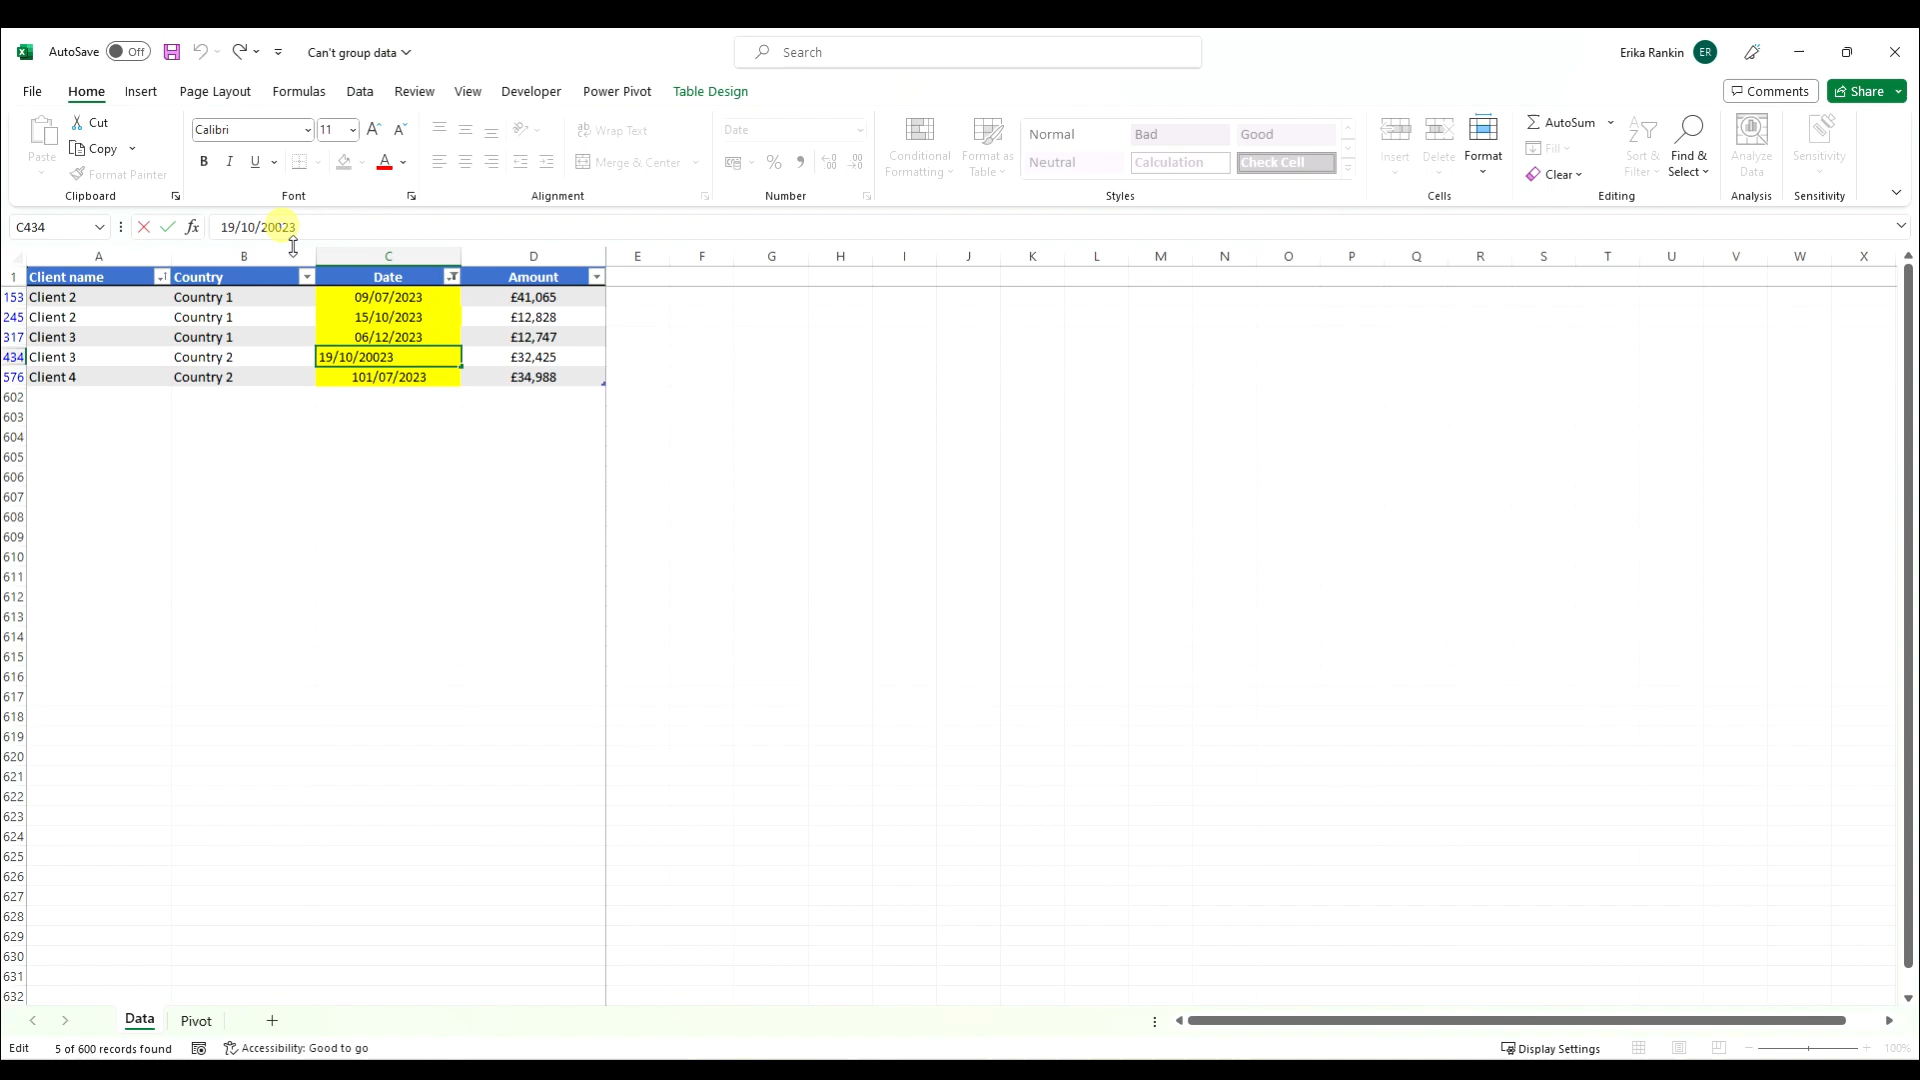 AutoSave Off Can't group data Search Erika Rankin ER
File Home Insert Page Layout Formulas Data Review View Developer Power Pivot Table Design Comments Share
Paste Cut Copy Format Painter Clipboard
Calibri 11 A A B I U A Font
ab Wrap Text Merge & Center Alignment
Date % , Number
Conditional Formatting Format as Table Normal Bad Good Neutral Calculation Check Cell Styles
Insert Delete Format Cells
AutoSum Fill Clear Sort & Filter Find & Select Editing
Analyze Data Analysis
Sensitivity Sensitivity
C434 fx 19/10/20023
A B C D E F G H I J K L M N O P Q R S T U V W X
1 Client name Country Date Amount
153 Client 2 Country 1 09/07/2023 £41,065
245 Client 2 Country 1 15/10/2023 £12,828
317 Client 3 Country 1 06/12/2023 £12,747
434 Client 3 Country 2 19/10/20023 £32,425
576 Client 4 Country 2 101/07/2023 £34,988
602
603
604
605
606
607
608
609
610
611
612
613
614
615
616
617
618
619
620
621
622
623
624
625
626
627
628
629
630
631
632
Data Pivot
Edit 5 of 600 records found Accessibility: Good to go Display Settings 100%